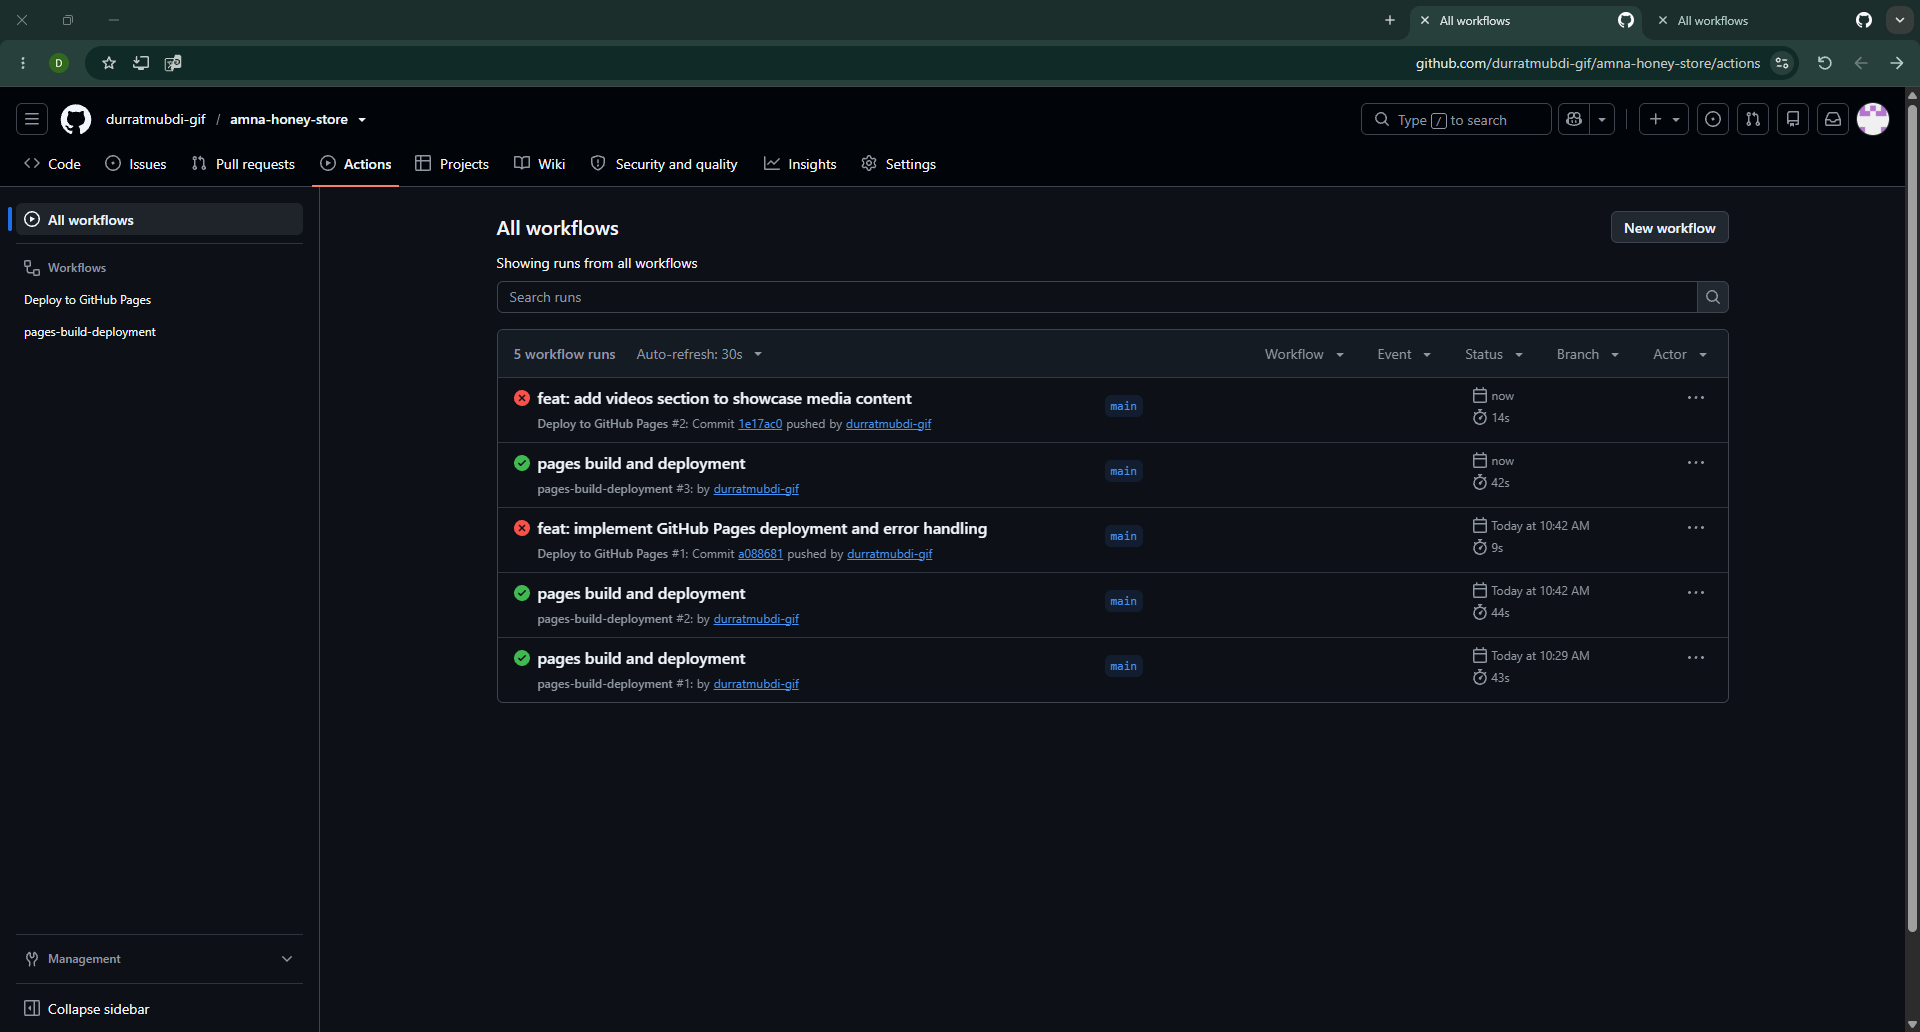 All workflows
All workflows
D
github.com/durratmubdi-gif/amna-honey-store/actions
durratmubdi-gif / amna-honey-store
Type / to search
Code
Issues
Pull requests
Actions
Projects
Wiki
Security and quality
Insights
Settings
All workflows
Workflows
Deploy to GitHub Pages
pages-build-deployment
Management
Collapse sidebar
All workflows
New workflow
Showing runs from all workflows
Search runs
5 workflow runs
Auto-refresh: 30s
Workflow
Event
Status
Branch
Actor
feat: add videos section to showcase media content
Deploy to GitHub Pages #2: Commit 1e17ac0 pushed by durratmubdi-gif
main
now
14s
pages build and deployment
pages-build-deployment #3: by durratmubdi-gif
main
now
42s
feat: implement GitHub Pages deployment and error handling
Deploy to GitHub Pages #1: Commit a088681 pushed by durratmubdi-gif
main
Today at 10:42 AM
9s
pages build and deployment
pages-build-deployment #2: by durratmubdi-gif
main
Today at 10:42 AM
44s
pages build and deployment
pages-build-deployment #1: by durratmubdi-gif
main
Today at 10:29 AM
43s